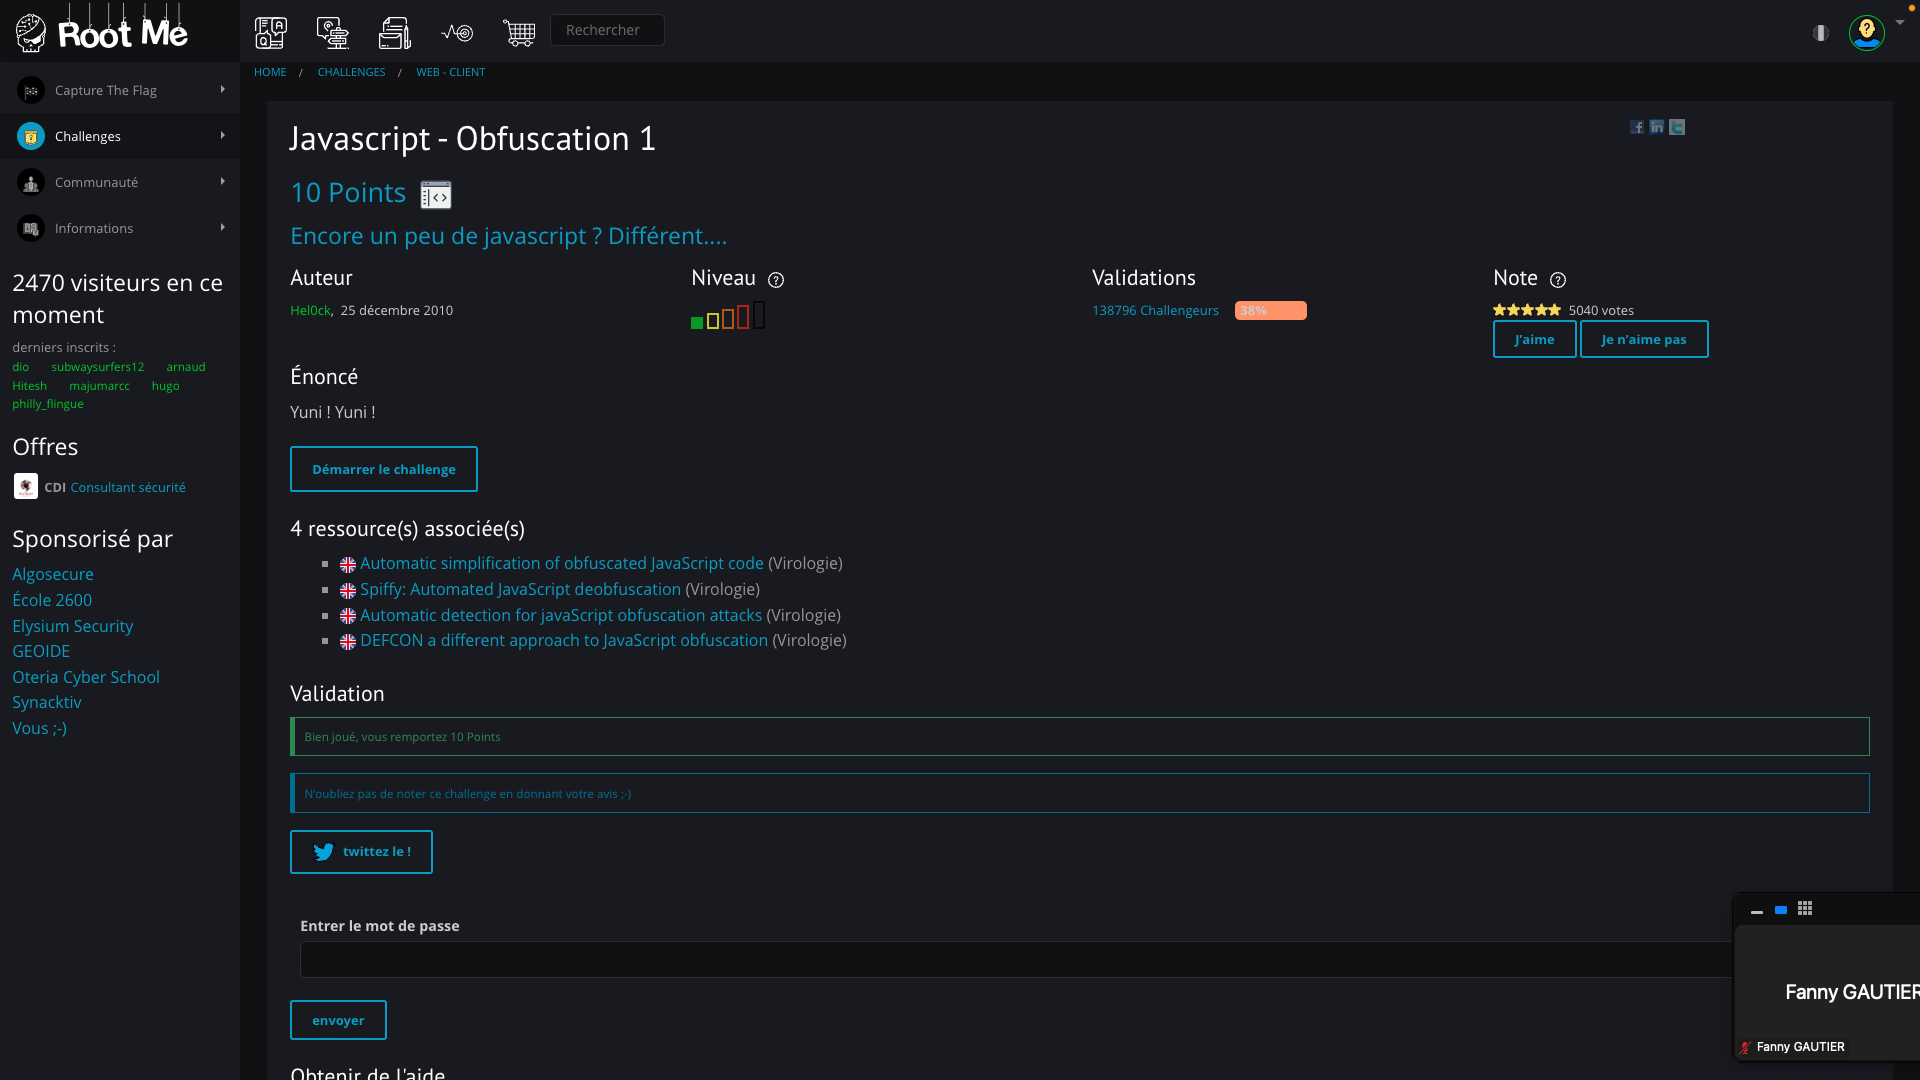 Root Me
Rechercher
HOME / CHALLENGES / WEB - CLIENT
Capture The Flag
Challenges
Communauté
Informations
2470 visiteurs en ce
moment
derniers inscrits :
dio subwaysurfers12 arnaud
Hitesh majumarcc hugo
philly_flingue
Offres
CDI Consultant sécurité
Sponsorisé par
Algosecure
École 2600
Elysium Security
GEOIDE
Oteria Cyber School
Synacktiv
Vous ;-)
Javascript - Obfuscation 1
10 Points
Encore un peu de javascript ? Différent....
Auteur
Hel0ck, 25 décembre 2010
Niveau ?
Validations
138796 Challengeurs 38%
Note ?
5040 votes
J'aime Je n'aime pas
Énoncé
Yuni ! Yuni !
Démarrer le challenge
4 ressource(s) associée(s)
Automatic simplification of obfuscated JavaScript code (Virologie)
Spiffy: Automated JavaScript deobfuscation (Virologie)
Automatic detection for javaScript obfuscation attacks (Virologie)
DEFCON a different approach to JavaScript obfuscation (Virologie)
Validation
Bien joué, vous remportez 10 Points
N'oubliez pas de noter ce challenge en donnant votre avis ;-)
twittez le !
Entrer le mot de passe
envoyer
Obtenir de l'aide
Fanny GAUTIER
Fanny GAUTIER